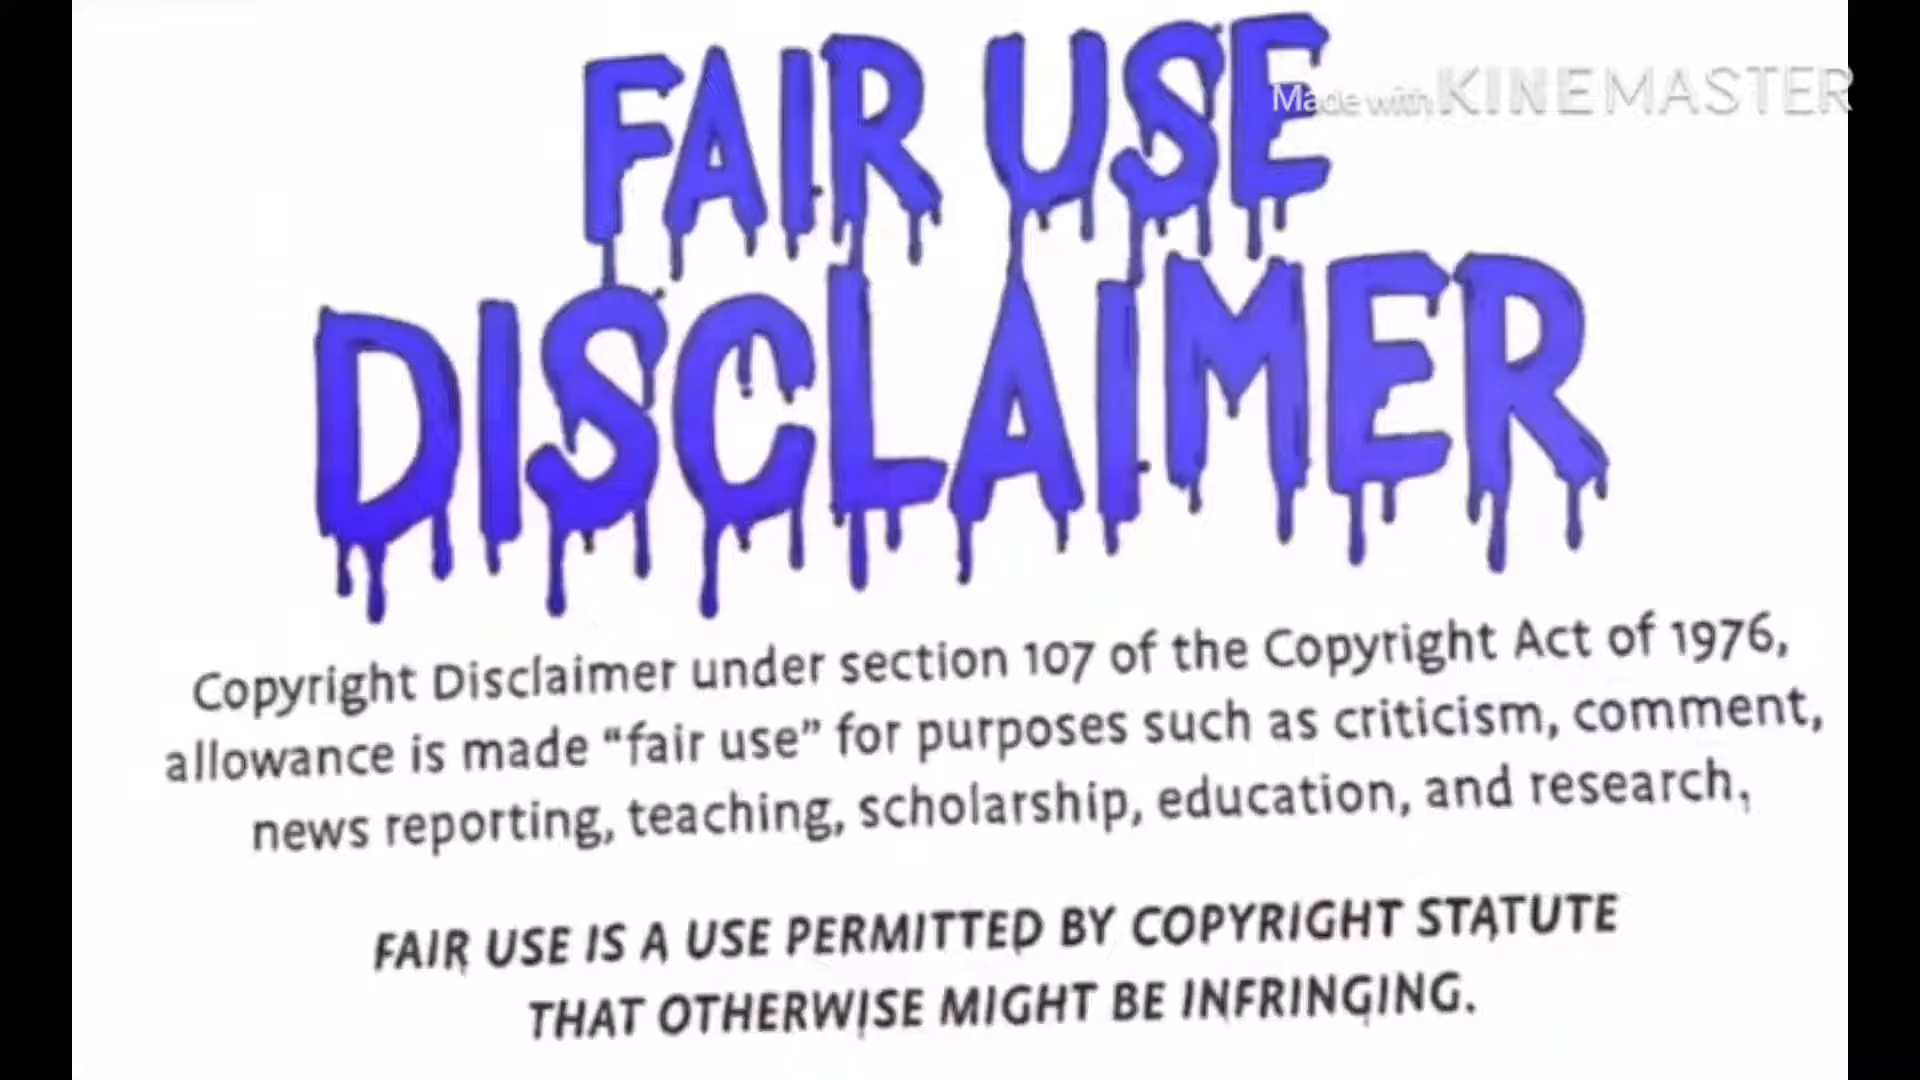 FAIR USE
Made with KINEMASTER
DISCLAIMER
Copyright Disclaimer under section 107 of the Copyright Act of 1976,
allowance is made “fair use” for purposes such as criticism, comment,
news reporting, teaching, scholarship, education, and research.
FAIR USE IS A USE PERMITTED BY COPYRIGHT STATUTE
THAT OTHERWISE MIGHT BE INFRINGING.